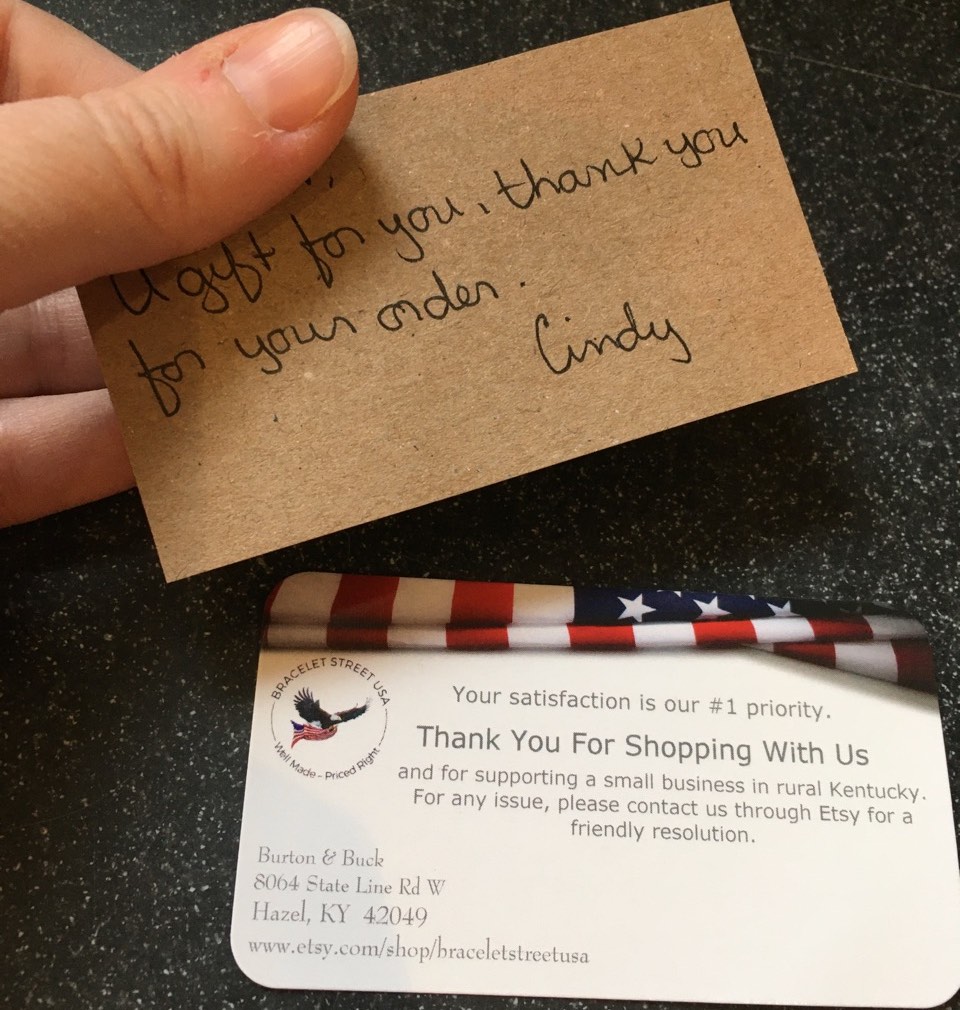 U gift for you. thank you
for your order.
Cindy
BRACELET STREET USA
Well Made - Priced Right
Your satisfaction is our #1 priority.
Thank You For Shopping With Us
and for supporting a small business in rural Kentucky.
For any issue, please contact us through Etsy for a
friendly resolution.
Burton & Buck
8064 State Line Rd W
Hazel, KY 42049
www.etsy.com/shop/braceletstreetusa